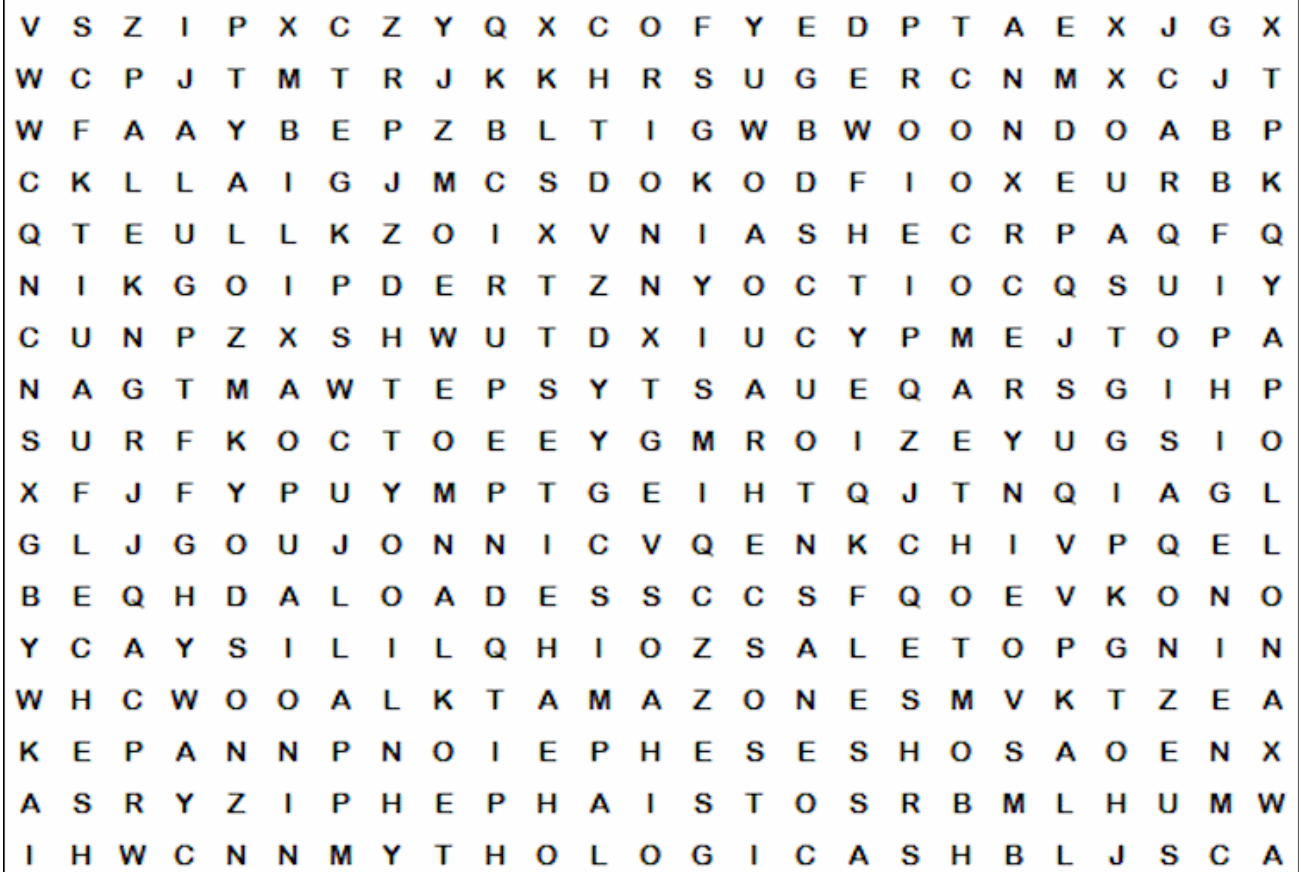 V S Z I P X C Z Y Q X C O F Y E D P T A E X J G X
W C P J T M T R J K K H R S U G E R C N M X C J T
W F A A Y B E P Z B L T I G W B W O O N D O A B P
C K L L A I G J M C S D O K O D F I O X E U R B K
Q T E U L L K Z O I X V N I A S H E C R P A Q F Q
N I K G O I P D E R T Z N Y O C T I O C Q S U I Y
C U N P Z X S H W U T D X I U C Y P M E J T O P A
N A G T M A W T E P S Y T S A U E Q A R S G I H P
S U R F K O C T O E E Y G M R O I Z E Y U G S I O
X F J F Y P U Y M P T G E I H T Q J T N Q I A G L
G L J G O U J O N N I C V Q E N K C H I V P Q E L
B E Q H D A L O A D E S S C C S F Q O E V K O N O
Y C A Y S I L I L Q H I O Z S A L E T O P G N I N
W H C W O O A L K T A M A Z O N E S M V K T Z E A
K E P A N N P N O I E P H E S E S H O S A O E N X
A S R Y Z I P H E P H A I S T O S R B M L H U M W
I H W C N N M Y T H O L O G I C A S H B L J S C A